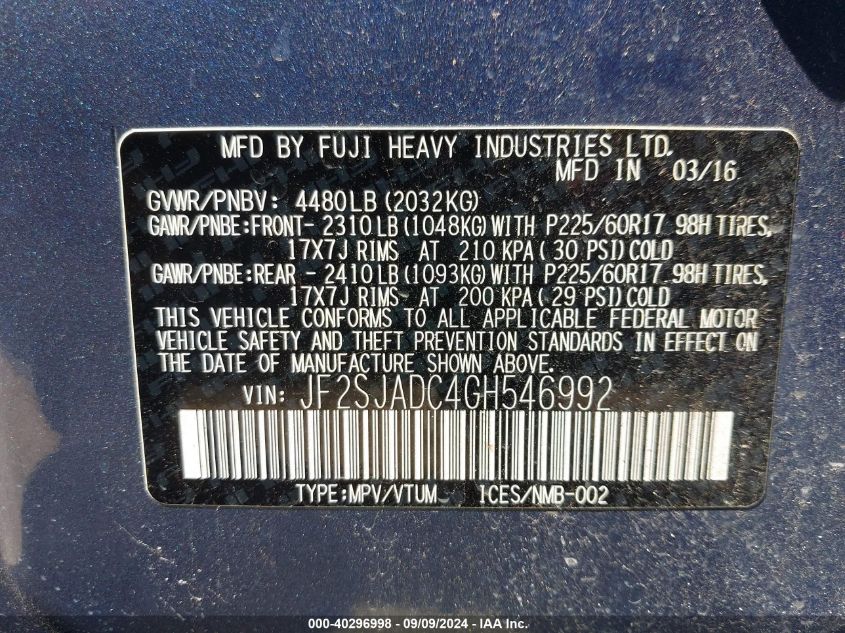 MFD BY FUJI HEAVY INDUSTRIES LTD.
MFD IN 03/16
GVWR/PNBV: 4480LB (2032KG)
GAWR/PNBE:FRONT- 2310LB (1048KG) WITH P225/60R17 98H TIRES,
17X7J RIMS AT 210 KPA ( 30 PSI) COLD
GAWR/PNBE:REAR - 2410LB (1093KG) WITH P225/60R17 98H TIRES,
17X7J RIMS AT 200 KPA ( 29 PSI) COLD
THIS VEHICLE CONFORMS TO ALL APPLICABLE FEDERAL MOTOR
VEHICLE SAFETY AND THEFT PREVENTION STANDARDS IN EFFECT ON
THE DATE OF MANUFACTURE SHOWN ABOVE.
VIN: JF2SJADC4GH546992
TYPE:MPV/VTUM ICES/NMB-002
000-40296998 - 09/09/2024 - IAA Inc.